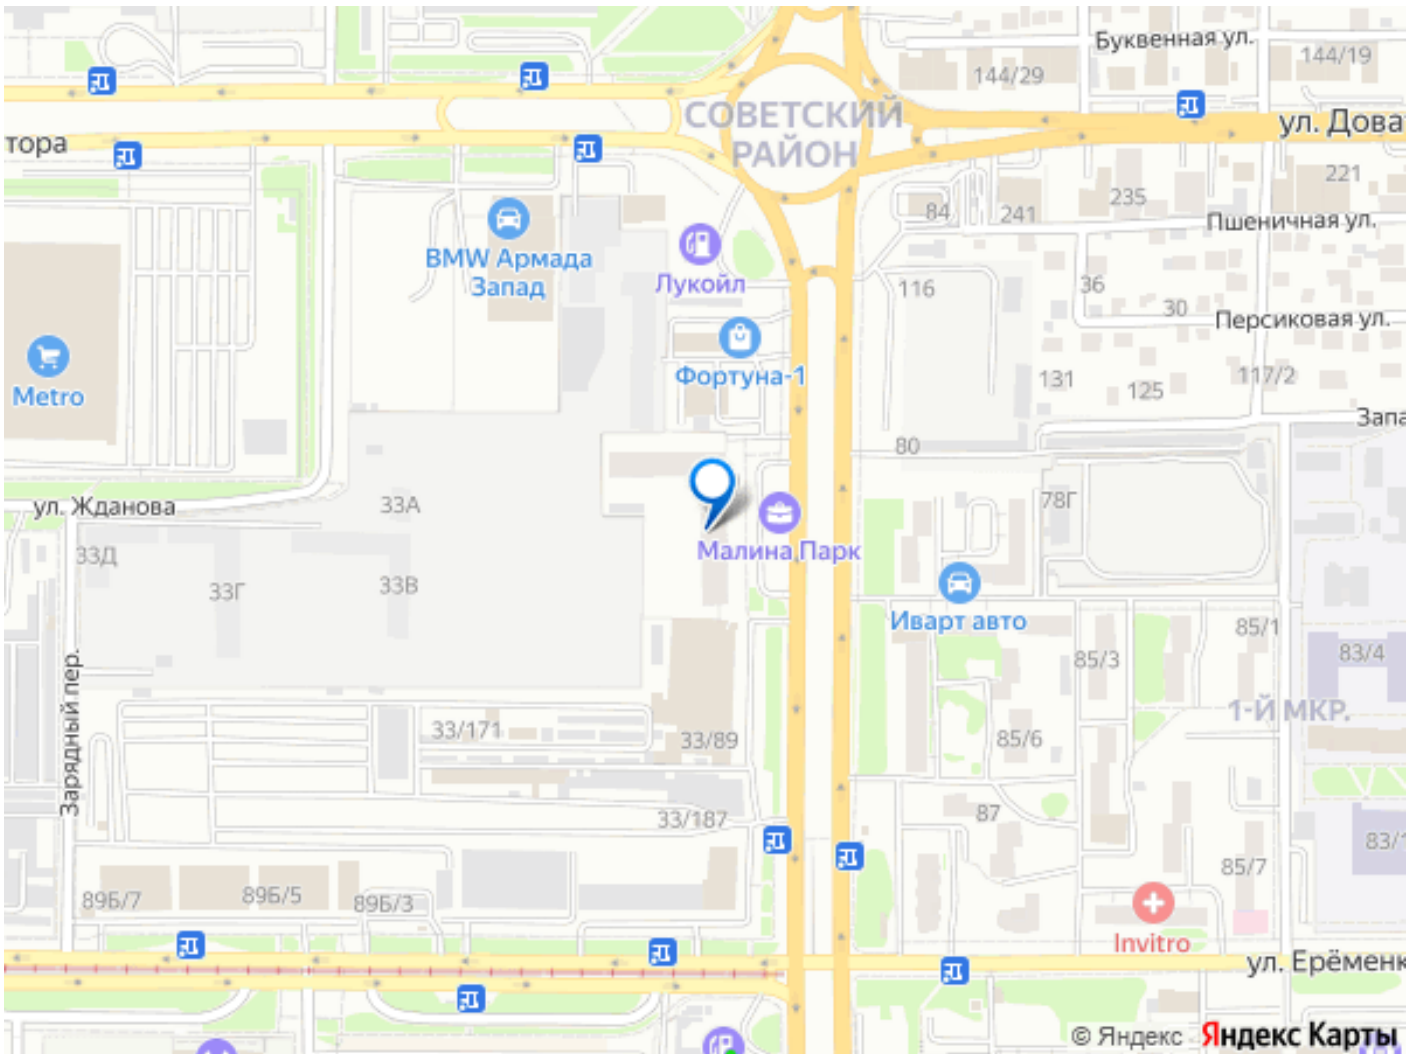 Буквенная ул.
144/19
144/29
СОВЕТСКИЙ
РАЙОН
ул. Дова
тора
221
235
84
241
Пшеничная ул.
BMW Армада
Запад
Лукойл
116
36
30
Персиковая ул.
Metro
Фортуна-1
131
125
117/2
Запа
80
ул. Жданова
33А
78Г
Малина Парк
33Д
33Г
33В
Иварт авто
85/1
85/3
83/4
Зарядный пер.
1-Й МКР.
33/171
33/89
85/6
33/187
87
83/1
85/7
89Б/7
89Б/5
89Б/3
Invitro
ул. Ерёменк
© Яндекс
Яндекс Карты